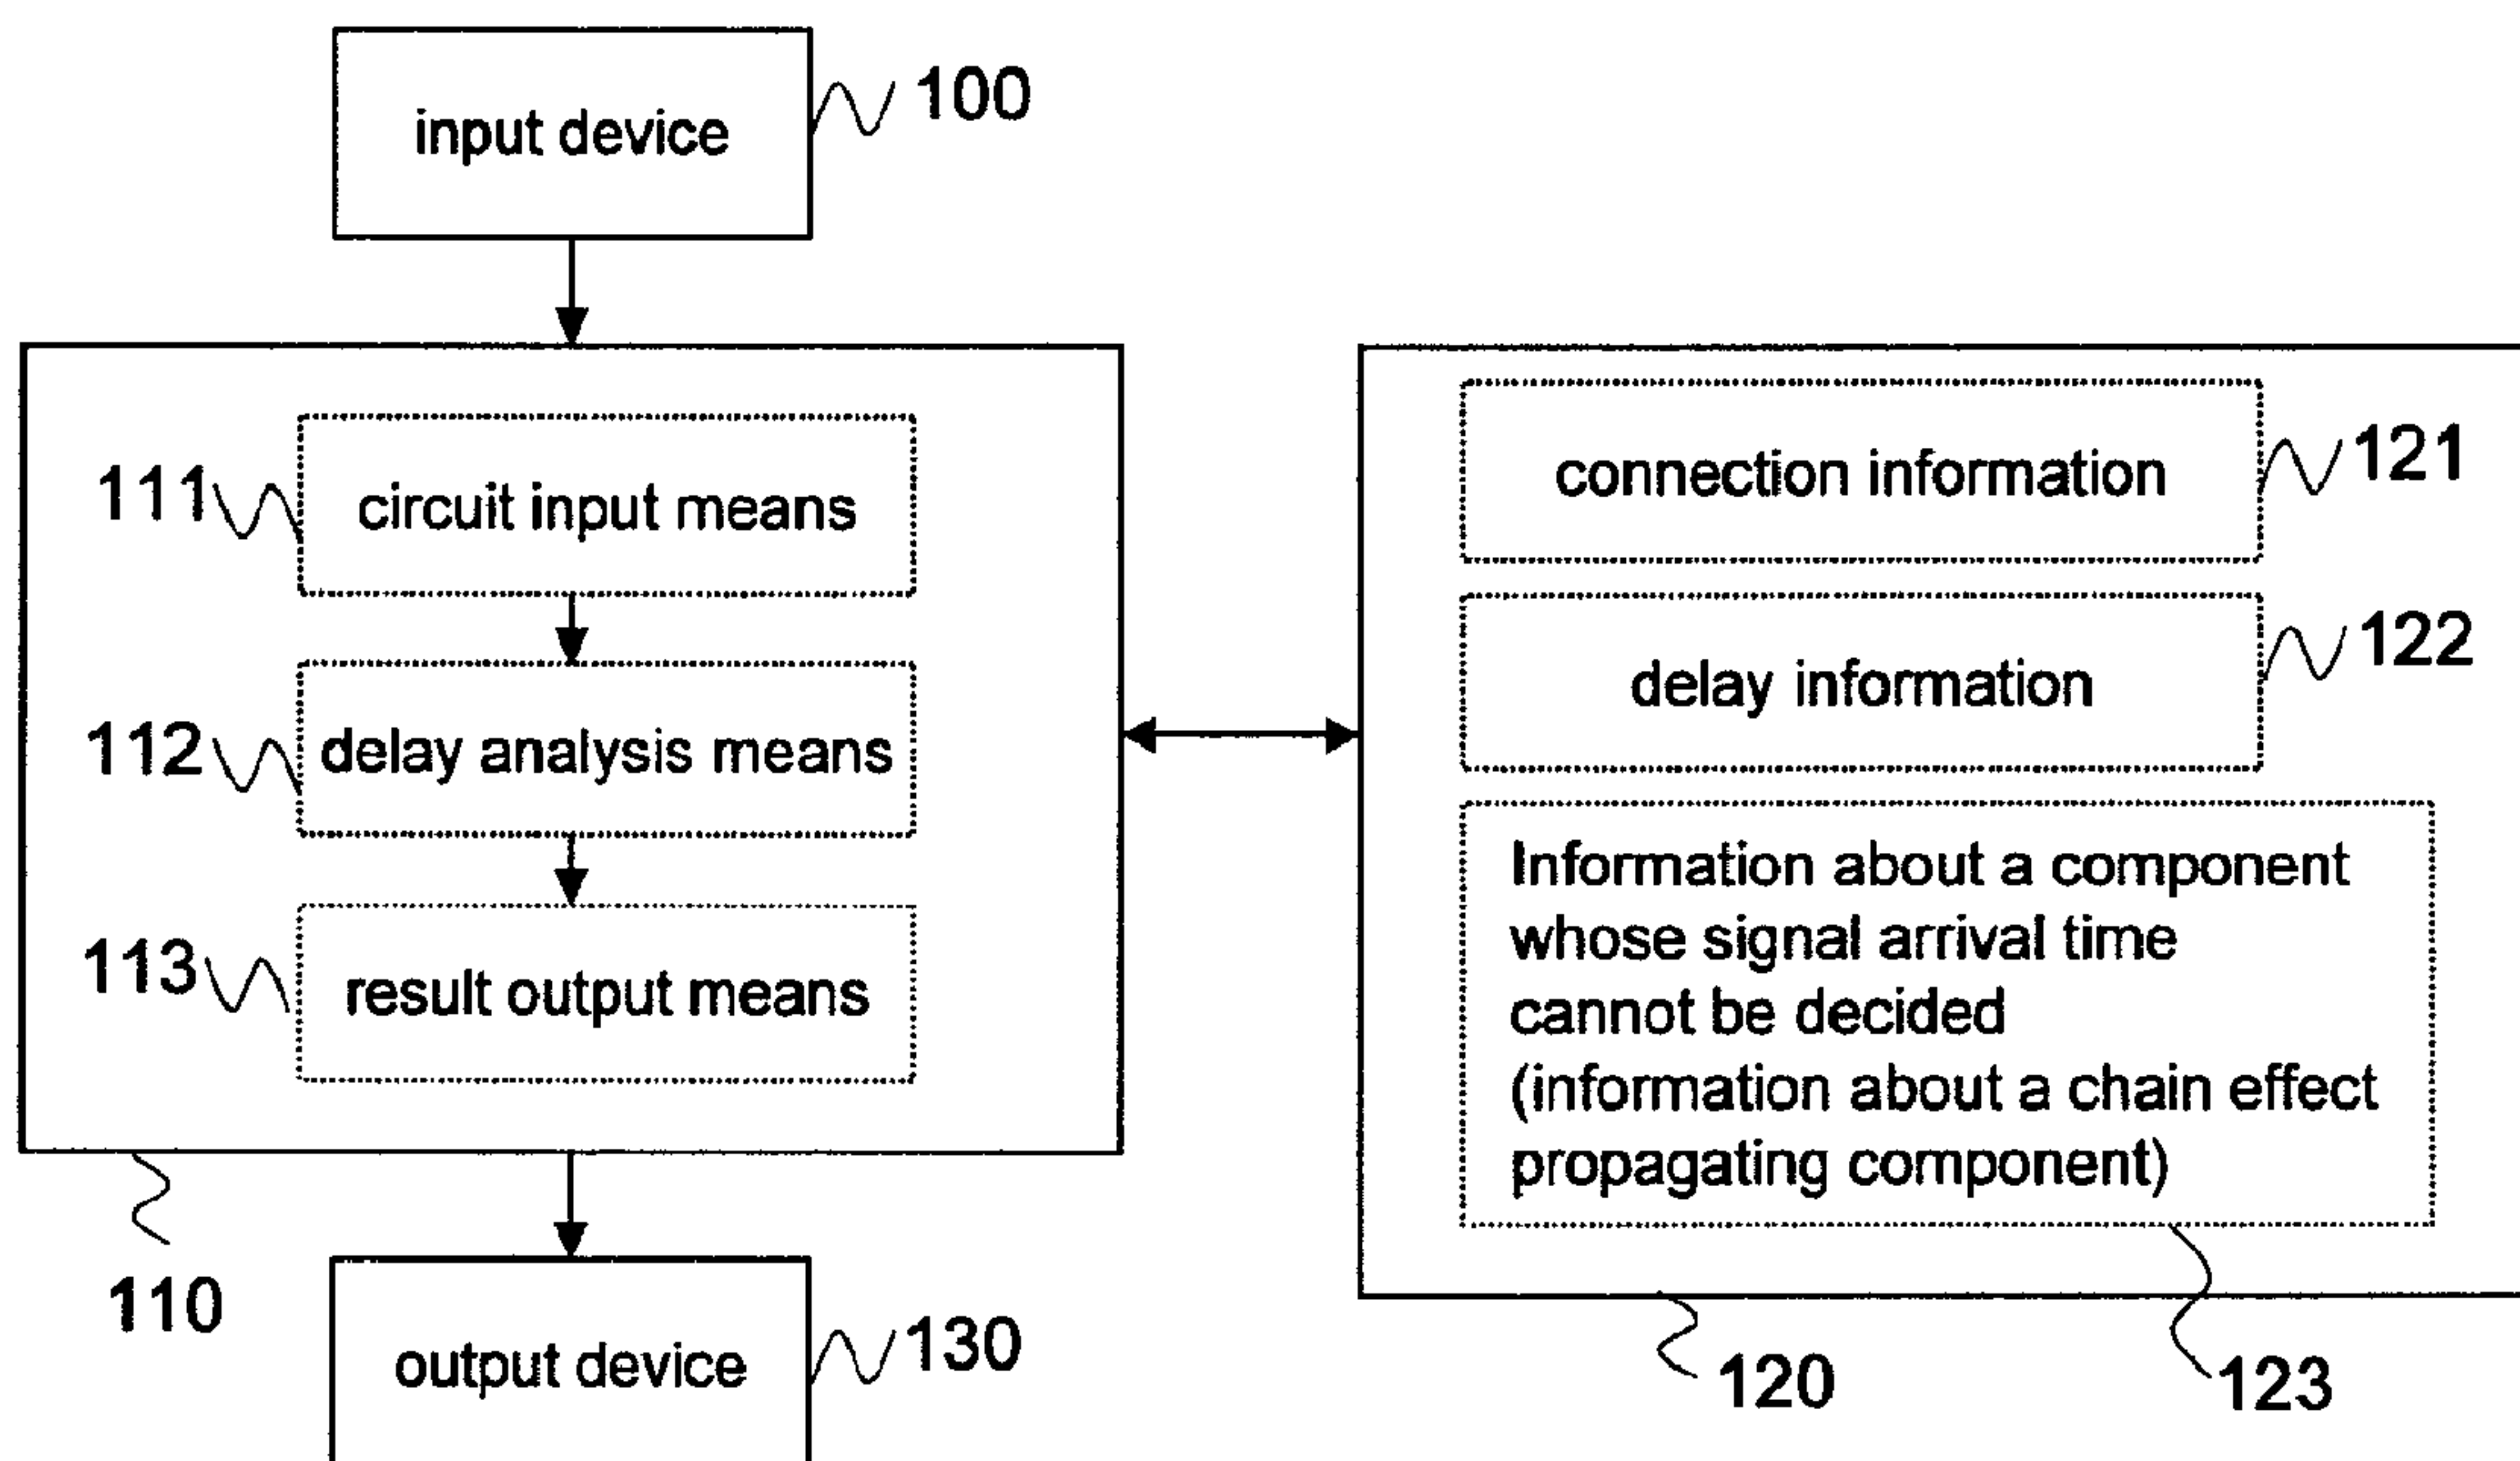 input device
100
111
circuit input means
112
delay analysis means
113
result output means
110
output device
130
connection information
121
delay information
122
Information about a component
whose signal arrival time
cannot be decided
(information about a chain effect
propagating component)
120
123